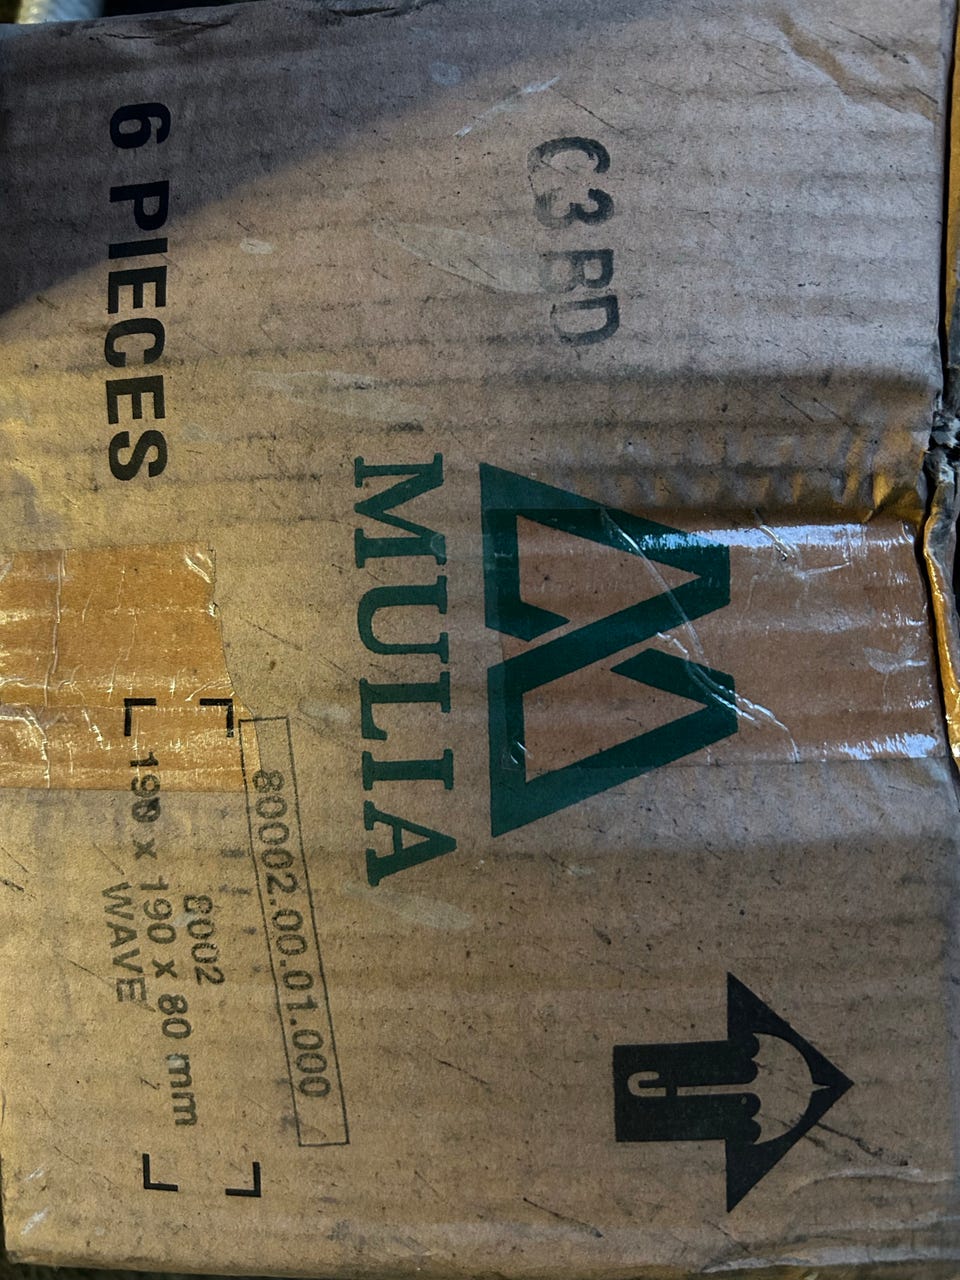 C3BD
MULIA
6 PIECES
80002.00.01.000
8002
190 x 190 x 80 mm
WAVE